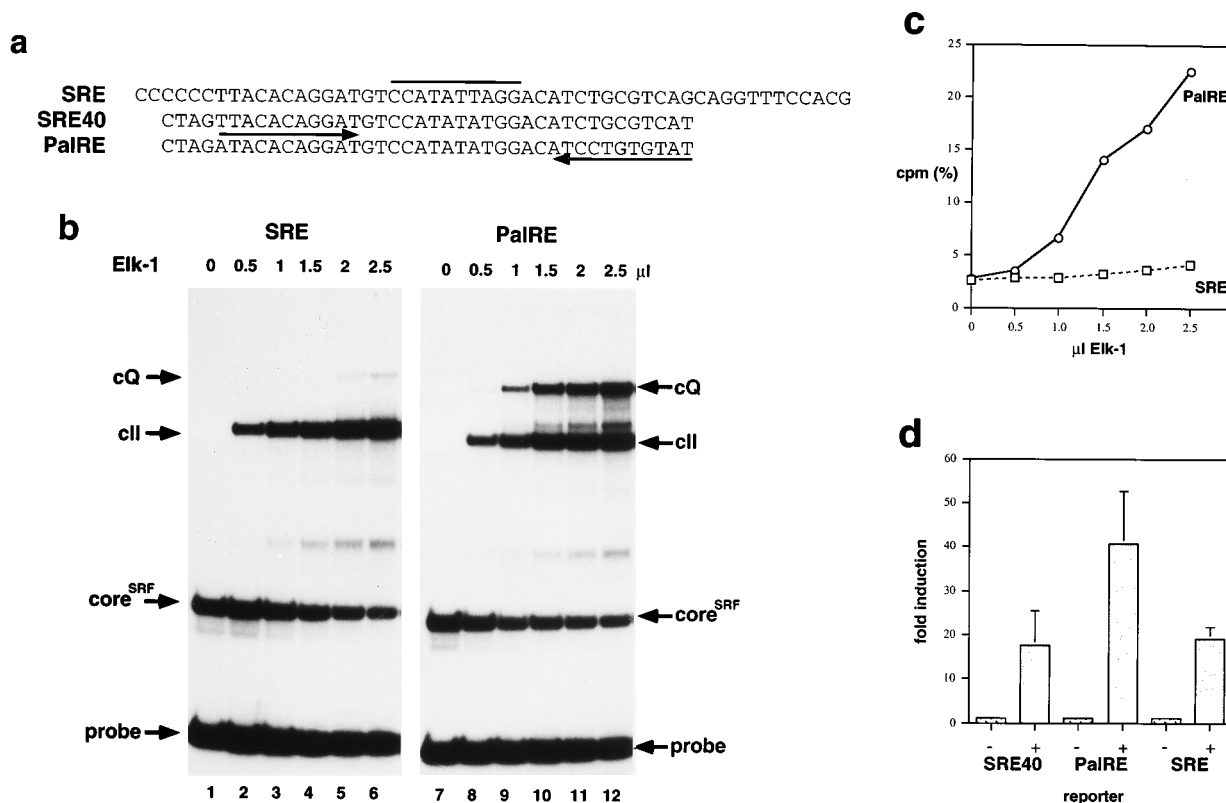 a
SRE CCCCCCTTACACAGGATGTCCATATTAGGACATCTGCGTCAGCAGGTTTCCACG
SRE40 CTAGTTACACAGGATGTCCATATATGGACATCTGCGTCAT
PalRE CTAGATACACAGGATGTCCATATATGGACATCCTGTGTAT
b
SRE PalRE
Elk-1 0 0.5 1 1.5 2 2.5 0 0.5 1 1.5 2 2.5 µl
cQ cQ
cII cII
core SRF core SRF
probe probe
1 2 3 4 5 6 7 8 9 10 11 12
c
25
20
15
10
5
0
cpm (%)
PalRE
SRE
0 0.5 1.0 1.5 2.0 2.5
µl Elk-1
d
60
50
40
30
20
10
0
fold induction
- + - + - +
SRE40 PalRE SRE
reporter